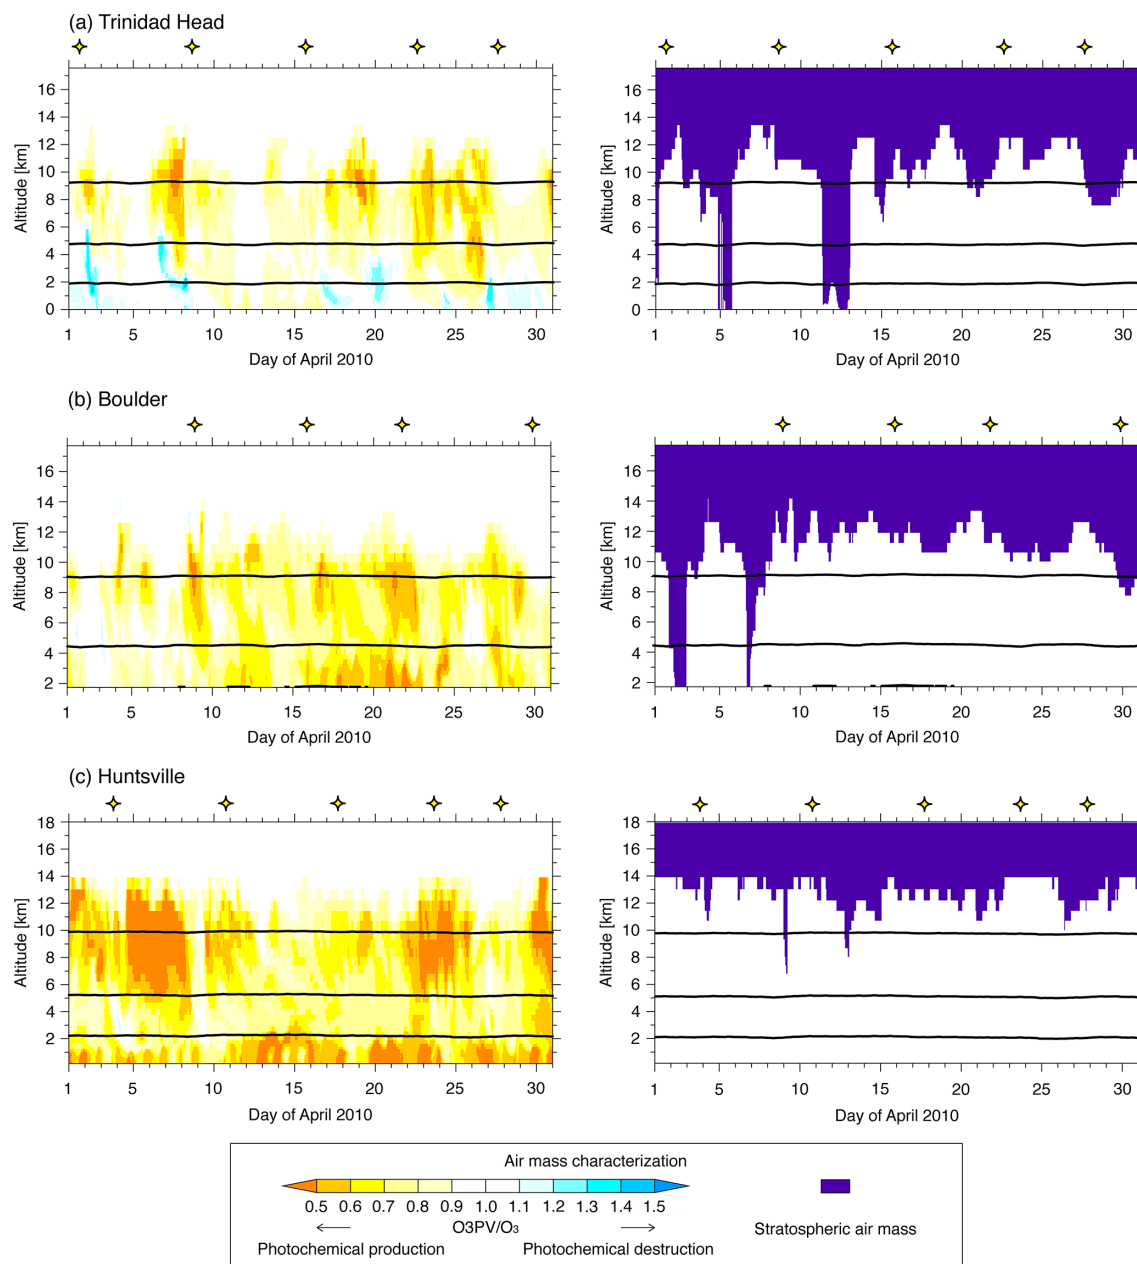 (a) Trinidad Head
Altitude [km]
16
14
12
10
8
6
4
2
0
1 5 10 15 20 25 30
Day of April 2010
Altitude [km]
16
14
12
10
8
6
4
2
0
1 5 10 15 20 25 30
Day of April 2010
(b) Boulder
Altitude [km]
16
14
12
10
8
6
4
2
1 5 10 15 20 25 30
Day of April 2010
Altitude [km]
16
14
12
10
8
6
4
2
1 5 10 15 20 25 30
Day of April 2010
(c) Huntsville
Altitude [km]
18
16
14
12
10
8
6
4
2
1 5 10 15 20 25 30
Day of April 2010
Altitude [km]
18
16
14
12
10
8
6
4
2
1 5 10 15 20 25 30
Day of April 2010
Air mass characterization
0.5 0.6 0.7 0.8 0.9 1.0 1.1 1.2 1.3 1.4 1.5
← O3PV/O₃ →
Photochemical production Photochemical destruction
Stratospheric air mass